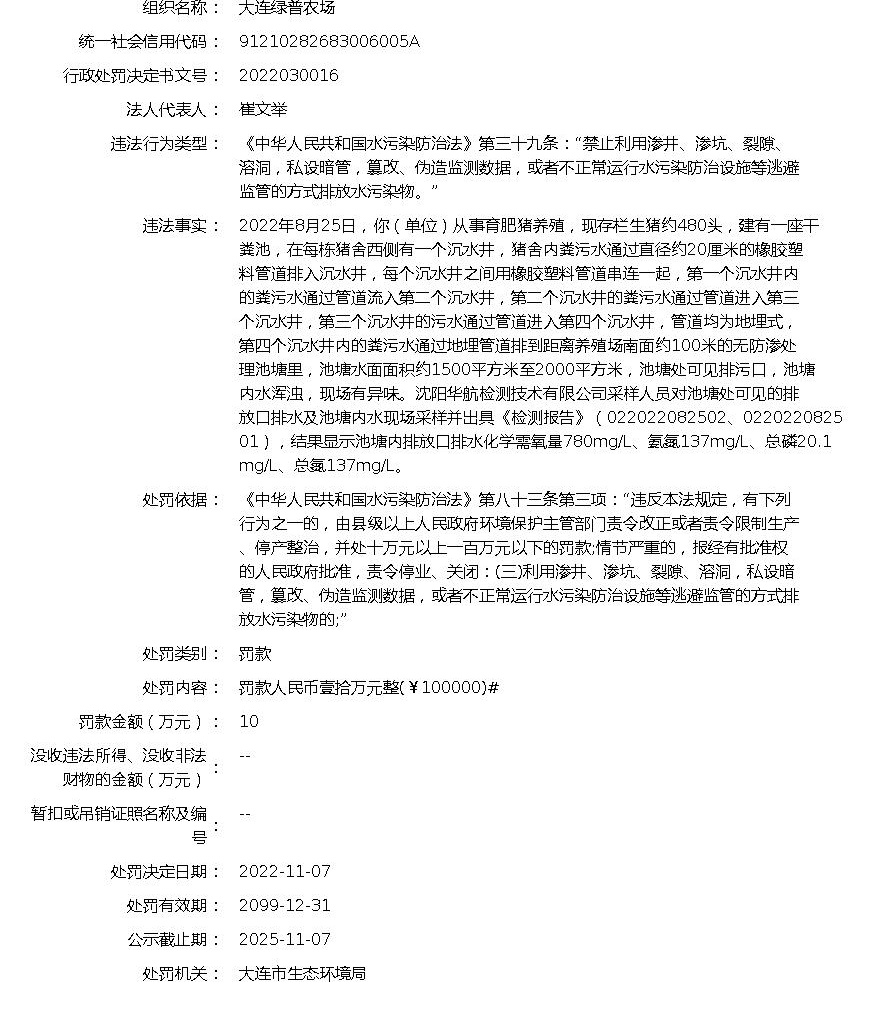 组织名称： 大连绿普农场
统一社会信用代码： 91210282683006005A
行政处罚决定书文号： 2022030016
法人代表人： 崔文举
违法行为类型： 《中华人民共和国水污染防治法》第三十九条：“禁止利用渗井、渗坑、裂隙、
溶洞，私设暗管，篡改、伪造监测数据，或者不正常运行水污染防治设施等逃避
监管的方式排放水污染物。”
违法事实： 2022年8月25日，你（单位）从事育肥猪养殖，现存栏生猪约480头，建有一座干
粪池，在每栋猪舍西侧有一个沉水井，猪舍内粪污水通过直径约20厘米的橡胶塑
料管道排入沉水井，每个沉水井之间用橡胶塑料管道串连一起，第一个沉水井内
的粪污水通过管道流入第二个沉水井，第二个沉水井的粪污水通过管道进入第三
个沉水井，第三个沉水井的污水通过管道进入第四个沉水井，管道均为地埋式，
第四个沉水井内的粪污水通过地埋管道排到距离养殖场南面约100米的无防渗处
理池塘里，池塘水面面积约1500平方米至2000平方米，池塘处可见排污口，池塘
内水浑浊，现场有异味。沈阳华航检测技术有限公司采样人员对池塘处可见的排
放口排水及池塘内水现场采样并出具《检测报告》（022022082502、0220220825
01），结果显示池塘内排放口排水化学需氧量780mg/L、氨氮137mg/L、总磷20.1
mg/L、总氮137mg/L。
处罚依据： 《中华人民共和国水污染防治法》第八十三条第三项：“违反本法规定，有下列
行为之一的，由县级以上人民政府环境保护主管部门责令改正或者责令限制生产
、停产整治，并处十万元以上一百万元以下的罚款;情节严重的，报经有批准权
的人民政府批准，责令停业、关闭：(三)利用渗井、渗坑、裂隙、溶洞，私设暗
管，篡改、伪造监测数据，或者不正常运行水污染防治设施等逃避监管的方式排
放水污染物的;”
处罚类别： 罚款
处罚内容： 罚款人民币壹拾万元整(￥100000)#
罚款金额（万元）： 10
没收违法所得、没收非法
财物的金额（万元）： --
暂扣或吊销证照名称及编
号： --
处罚决定日期： 2022-11-07
处罚有效期： 2099-12-31
公示截止期： 2025-11-07
处罚机关： 大连市生态环境局